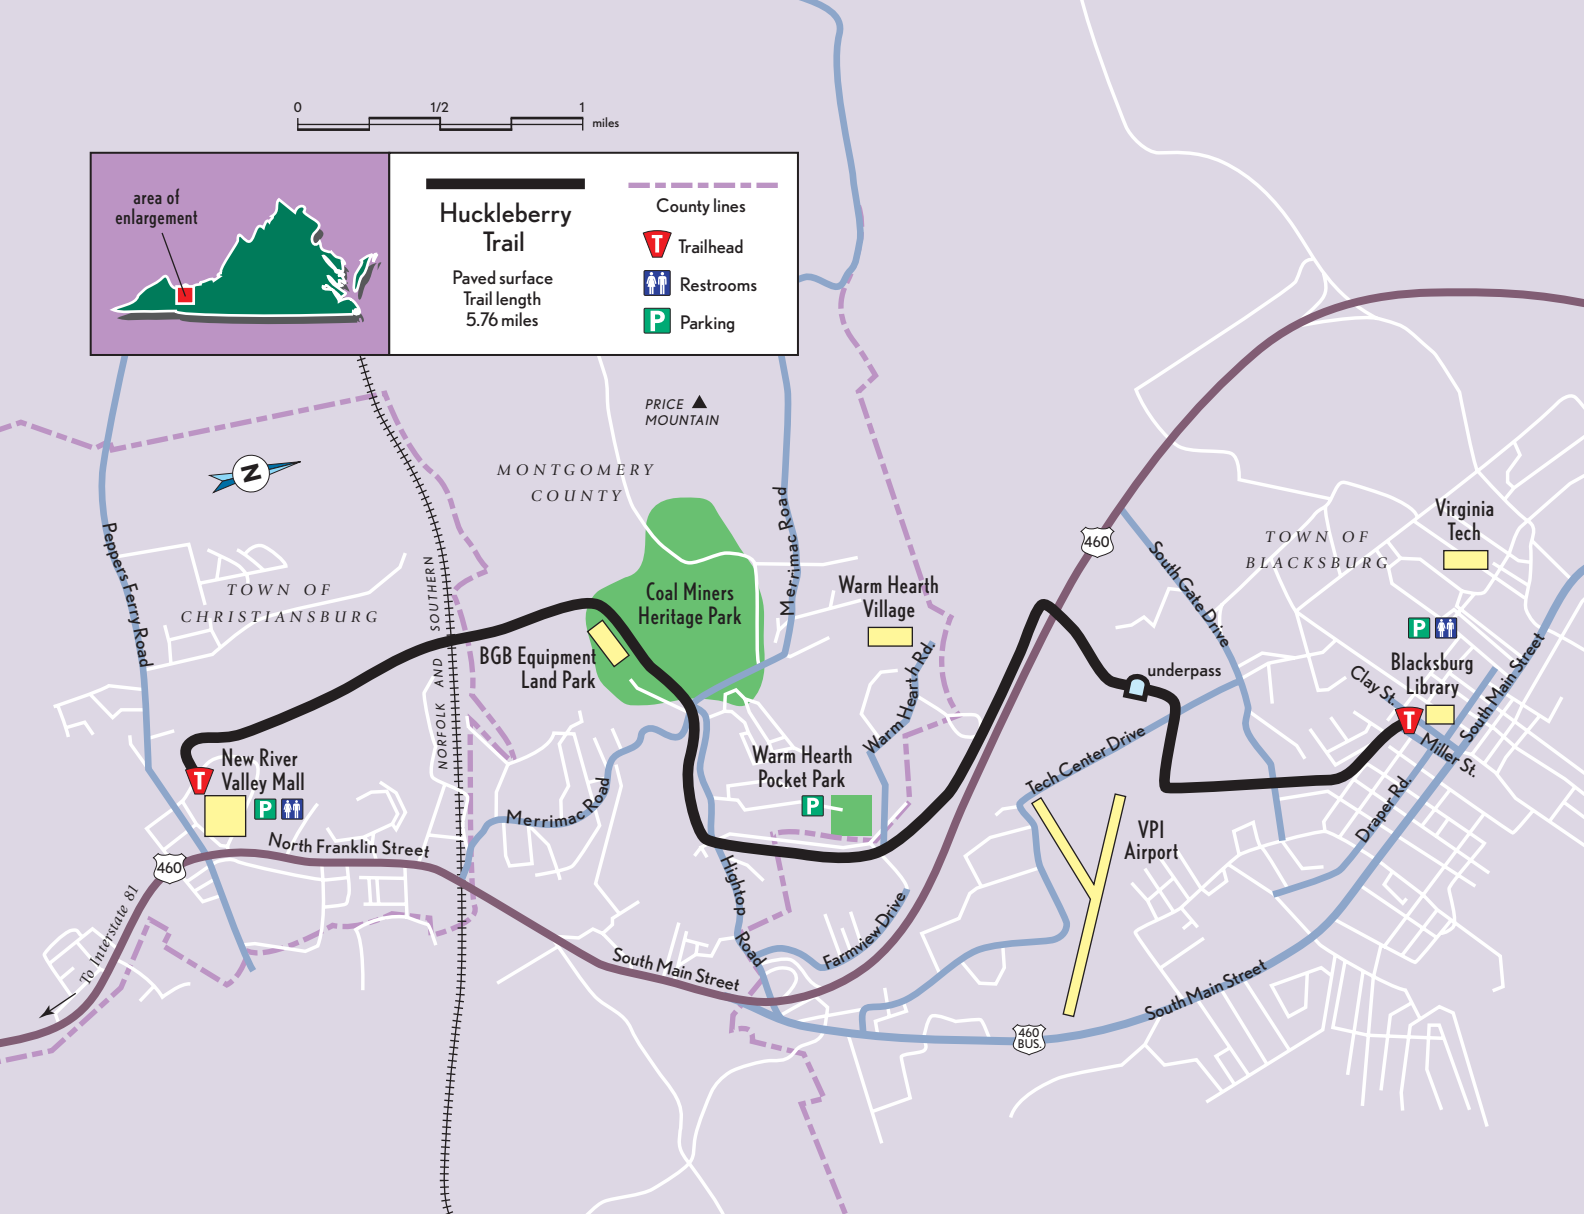 0 1/2 1
miles
area of
enlargement
Huckleberry
Trail
Paved surface
Trail length
5.76 miles
County lines
T Trailhead
Restrooms
P Parking
PRICE
MOUNTAIN
MONTGOMERY
COUNTY
N
Peppers Ferry Road
TOWN OF
CHRISTIANSBURG
NORFOLK AND SOUTHERN
Merrimac Road
Coal Miners
Heritage Park
BGB Equipment
Land Park
Warm Hearth
Village
Warm Hearth Rd.
460
South Gate Drive
TOWN OF
BLACKSBURG
Virginia
Tech
P
Blacksburg
Library
underpass
Clay St.
T
Miller St.
South Main Street
Draper Rd.
Tech Center Drive
VPI
Airport
Warm Hearth
Pocket Park
P
New River
Valley Mall
T
P
Merrimac Road
North Franklin Street
460
To Interstate 81
Hightop Road
Farmview Drive
South Main Street
South Main Street
460
BUS.